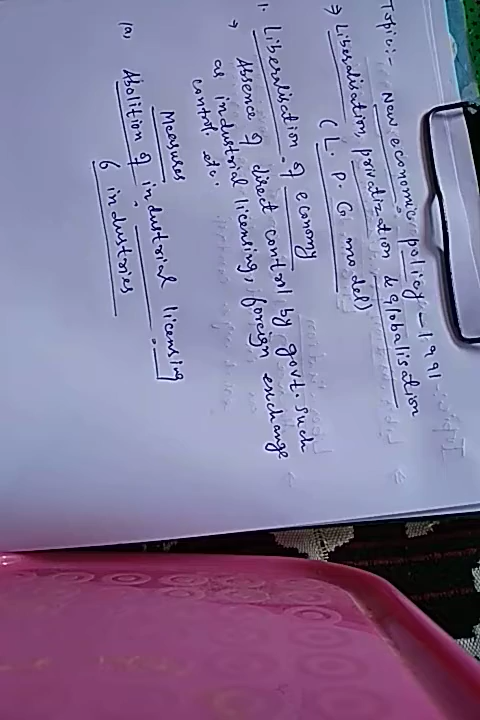 Topic:- New economic policy - 1991.
→ Liberalisation, privatization & globalisation
(L. P. G model)
1. Liberalisation of economy
→ Absence of direct control by govt. such
as industrial licensing, foreign exchange
control etc.
Measures
(a) Abolition of industrial licensing
6 industries